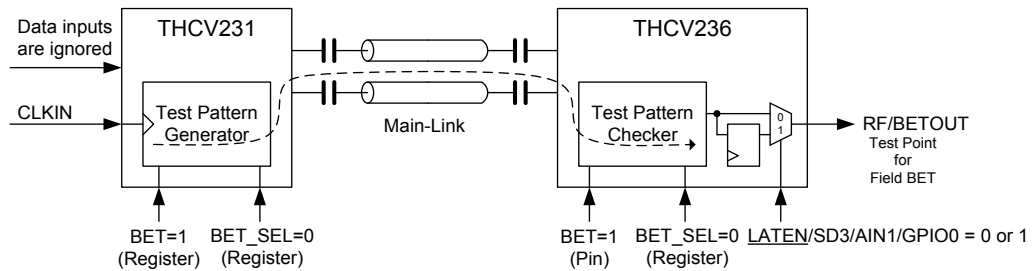 Data inputs
are ignored
THCV231
THCV236
CLKIN
Test Pattern
Generator
Main-Link
Test Pattern
Checker
0
1
RF/BETOUT
Test Point
for
Field BET
BET=1
(Register)
BET_SEL=0
(Register)
BET=1
(Pin)
BET_SEL=0
(Register)
LATEN/SD3/AIN1/GPIO0 = 0 or 1